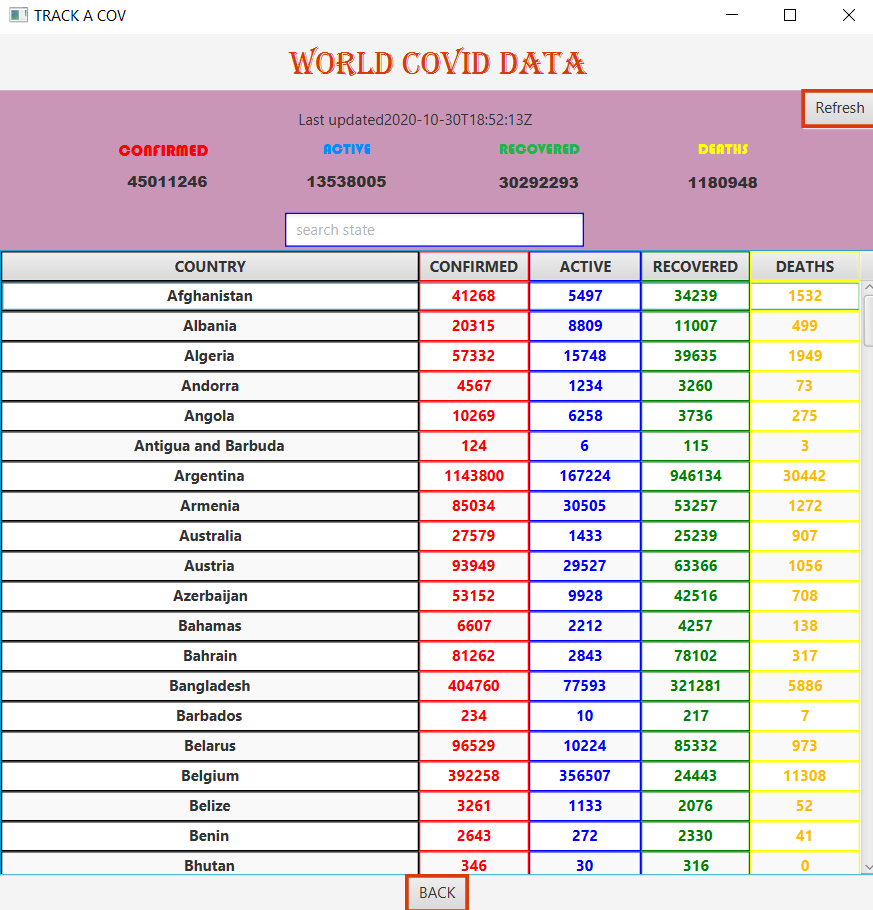 TRACK A COV
WORLD COVID DATA
Refresh
Last updated2020-10-30T18:52:13Z
CONFIRMED ACTIVE RECOVERED DEATHS
45011246 13538005 30292293 1180948
search state
COUNTRY CONFIRMED ACTIVE RECOVERED DEATHS
Afghanistan 41268 5497 34239 1532
Albania 20315 8809 11007 499
Algeria 57332 15748 39635 1949
Andorra 4567 1234 3260 73
Angola 10269 6258 3736 275
Antigua and Barbuda 124 6 115 3
Argentina 1143800 167224 946134 30442
Armenia 85034 30505 53257 1272
Australia 27579 1433 25239 907
Austria 93949 29527 63366 1056
Azerbaijan 53152 9928 42516 708
Bahamas 6607 2212 4257 138
Bahrain 81262 2843 78102 317
Bangladesh 404760 77593 321281 5886
Barbados 234 10 217 7
Belarus 96529 10224 85332 973
Belgium 392258 356507 24443 11308
Belize 3261 1133 2076 52
Benin 2643 272 2330 41
Bhutan 346 30 316 0
BACK